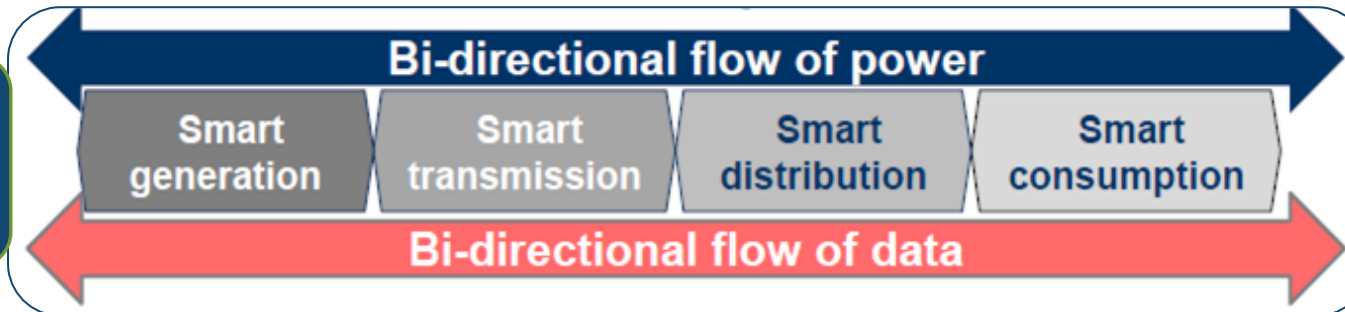 Bi-directional flow of power
Smart generation
Smart transmission
Smart distribution
Smart consumption
Bi-directional flow of data